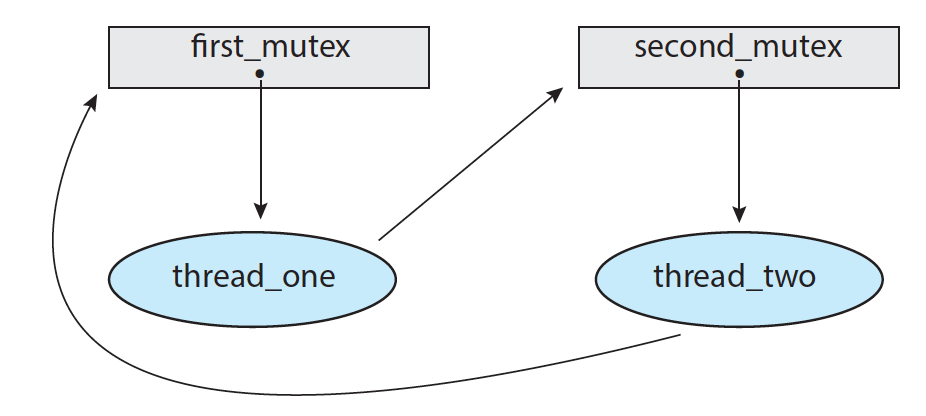 first_mutex
second_mutex
thread_one
thread_two